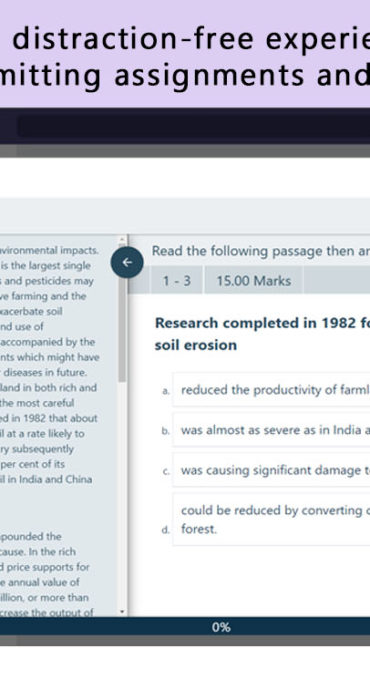 distraction-free experie
mitting assignments and
vironmental impacts.
is the largest single
s and pesticides may
ve farming and the
xacerbate soil
nd use of
accompanied by the
nts which might have
diseases in future.
land in both rich and
the most careful
ed in 1982 that about
il at a rate likely to
ry subsequently
per cent of its
il in India and China
pounded the
cause. In the rich
d price supports for
e annual value of
illion, or more than
crease the output of
Read the following passage then an
1 - 3 15.00 Marks
Research completed in 1982 fo
soil erosion
a. reduced the productivity of farml
b. was almost as severe as in India a
c. was causing significant damage t
could be reduced by converting c
d. forest.
0%